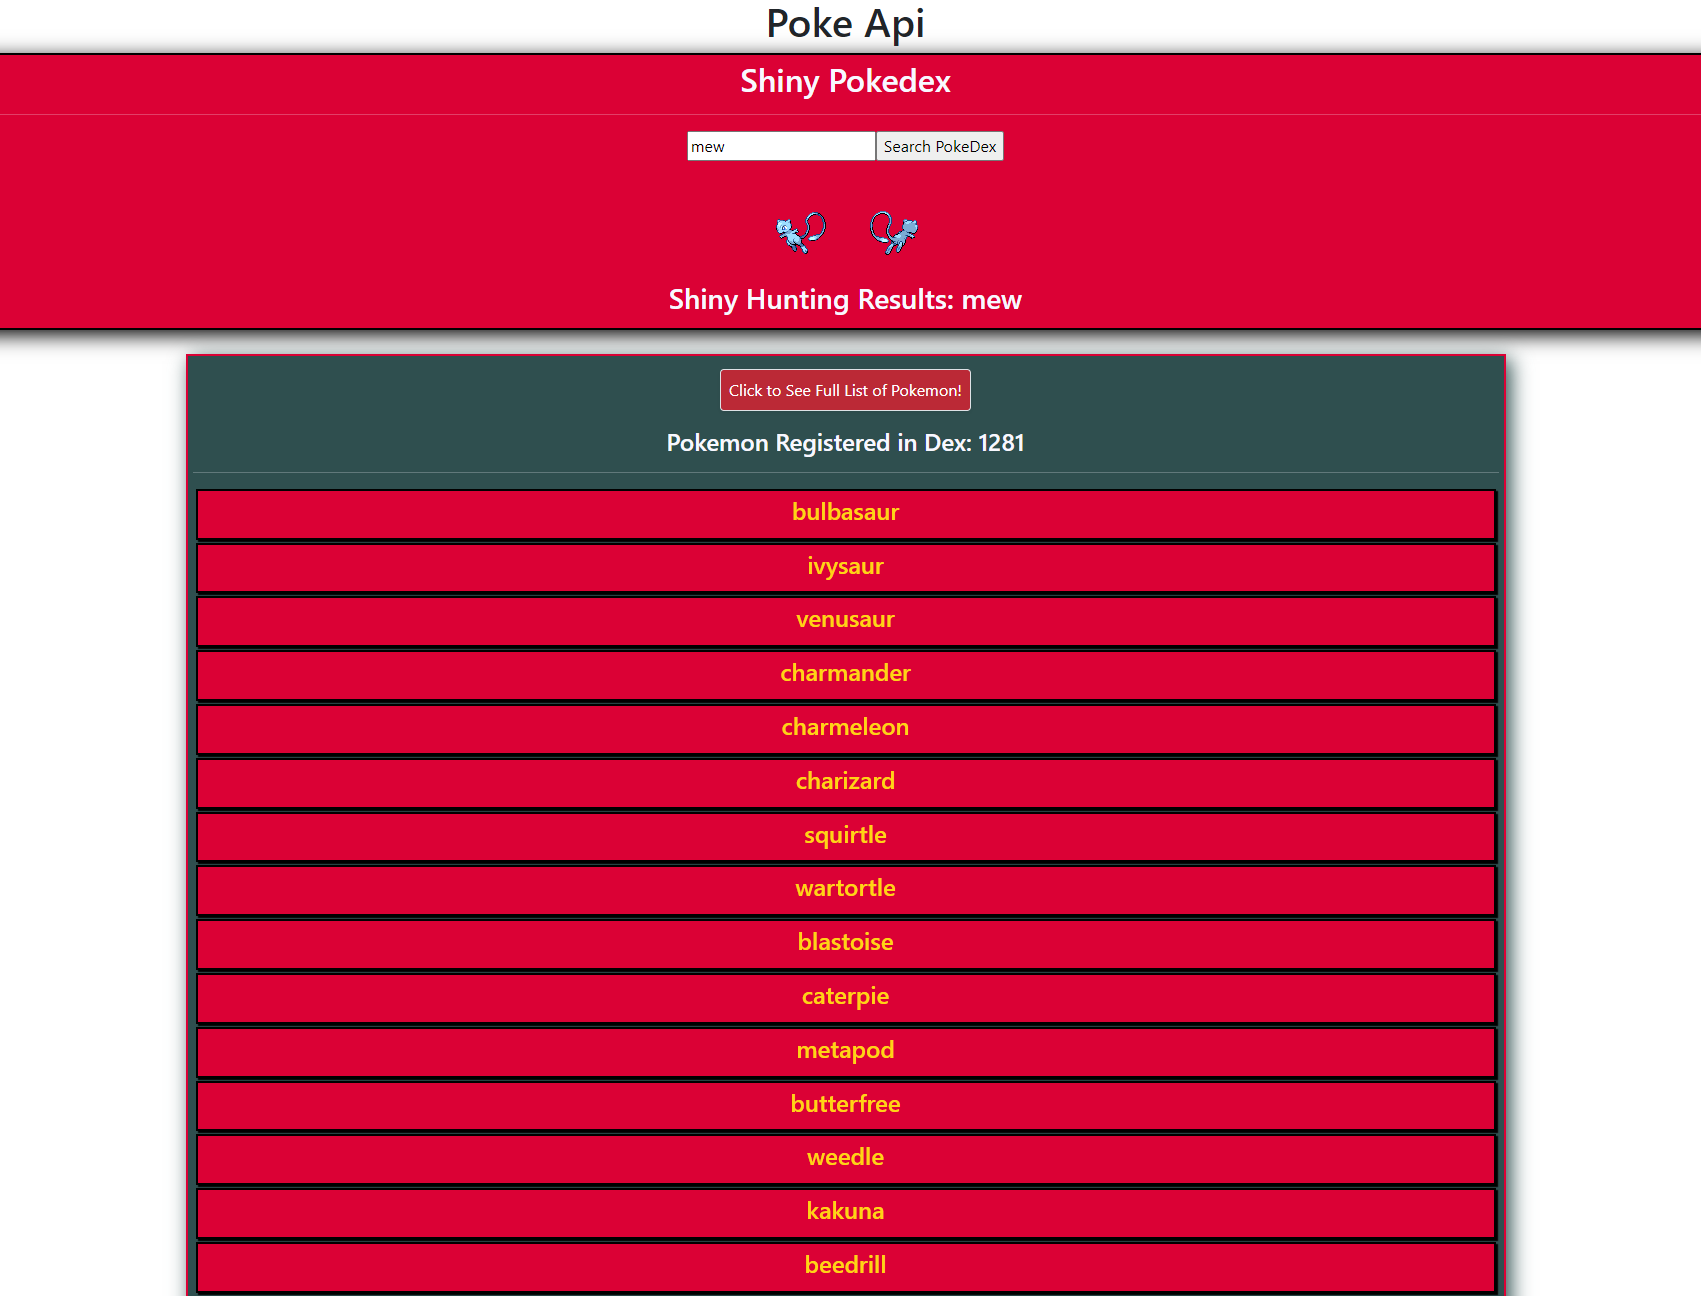 Poke Api
Shiny Pokedex
mew
Search PokeDex
Shiny Hunting Results: mew
Click to See Full List of Pokemon!
Pokemon Registered in Dex: 1281
bulbasaur
ivysaur
venusaur
charmander
charmeleon
charizard
squirtle
wartortle
blastoise
caterpie
metapod
butterfree
weedle
kakuna
beedrill